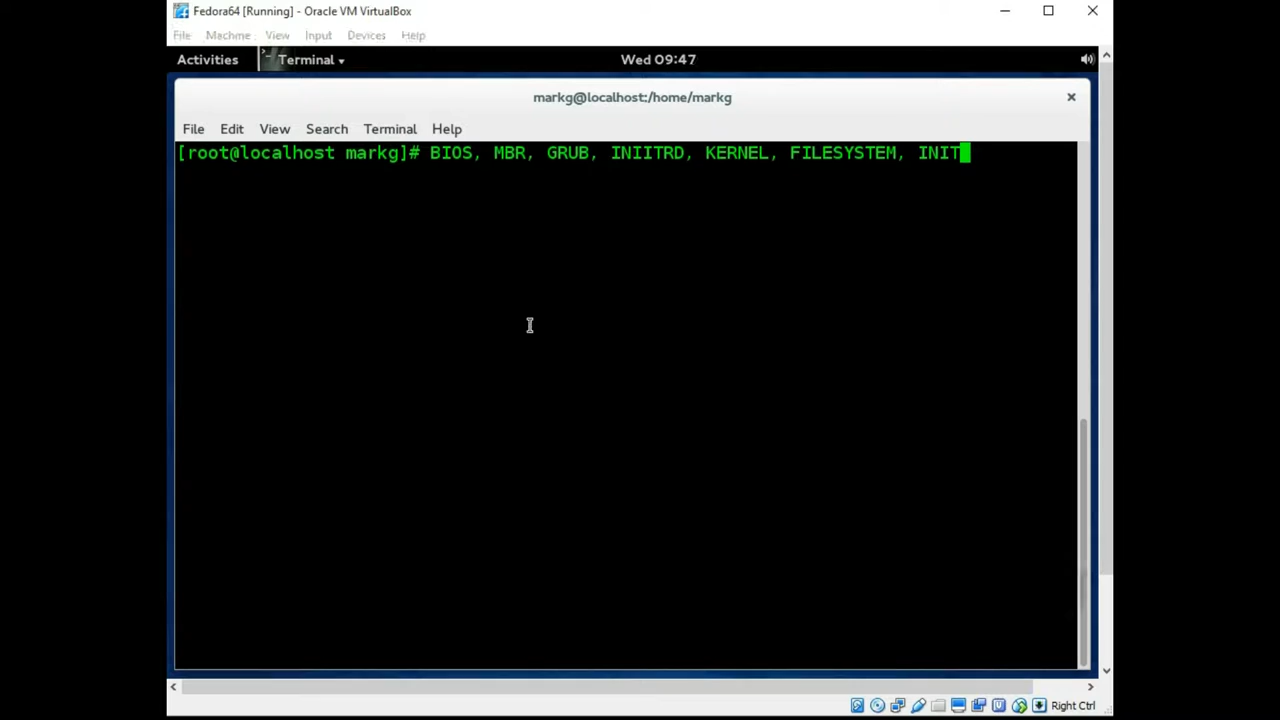 Fedora64 [Running] - Oracle VM VirtualBox
File Machine View Input Devices Help
Activities Terminal Wed 09:47
markg@localhost:/home/markg
File Edit View Search Terminal Help
[root@localhost markg]# BIOS, MBR, GRUB, INIITRD, KERNEL, FILESYSTEM, INIT
Right Ctrl